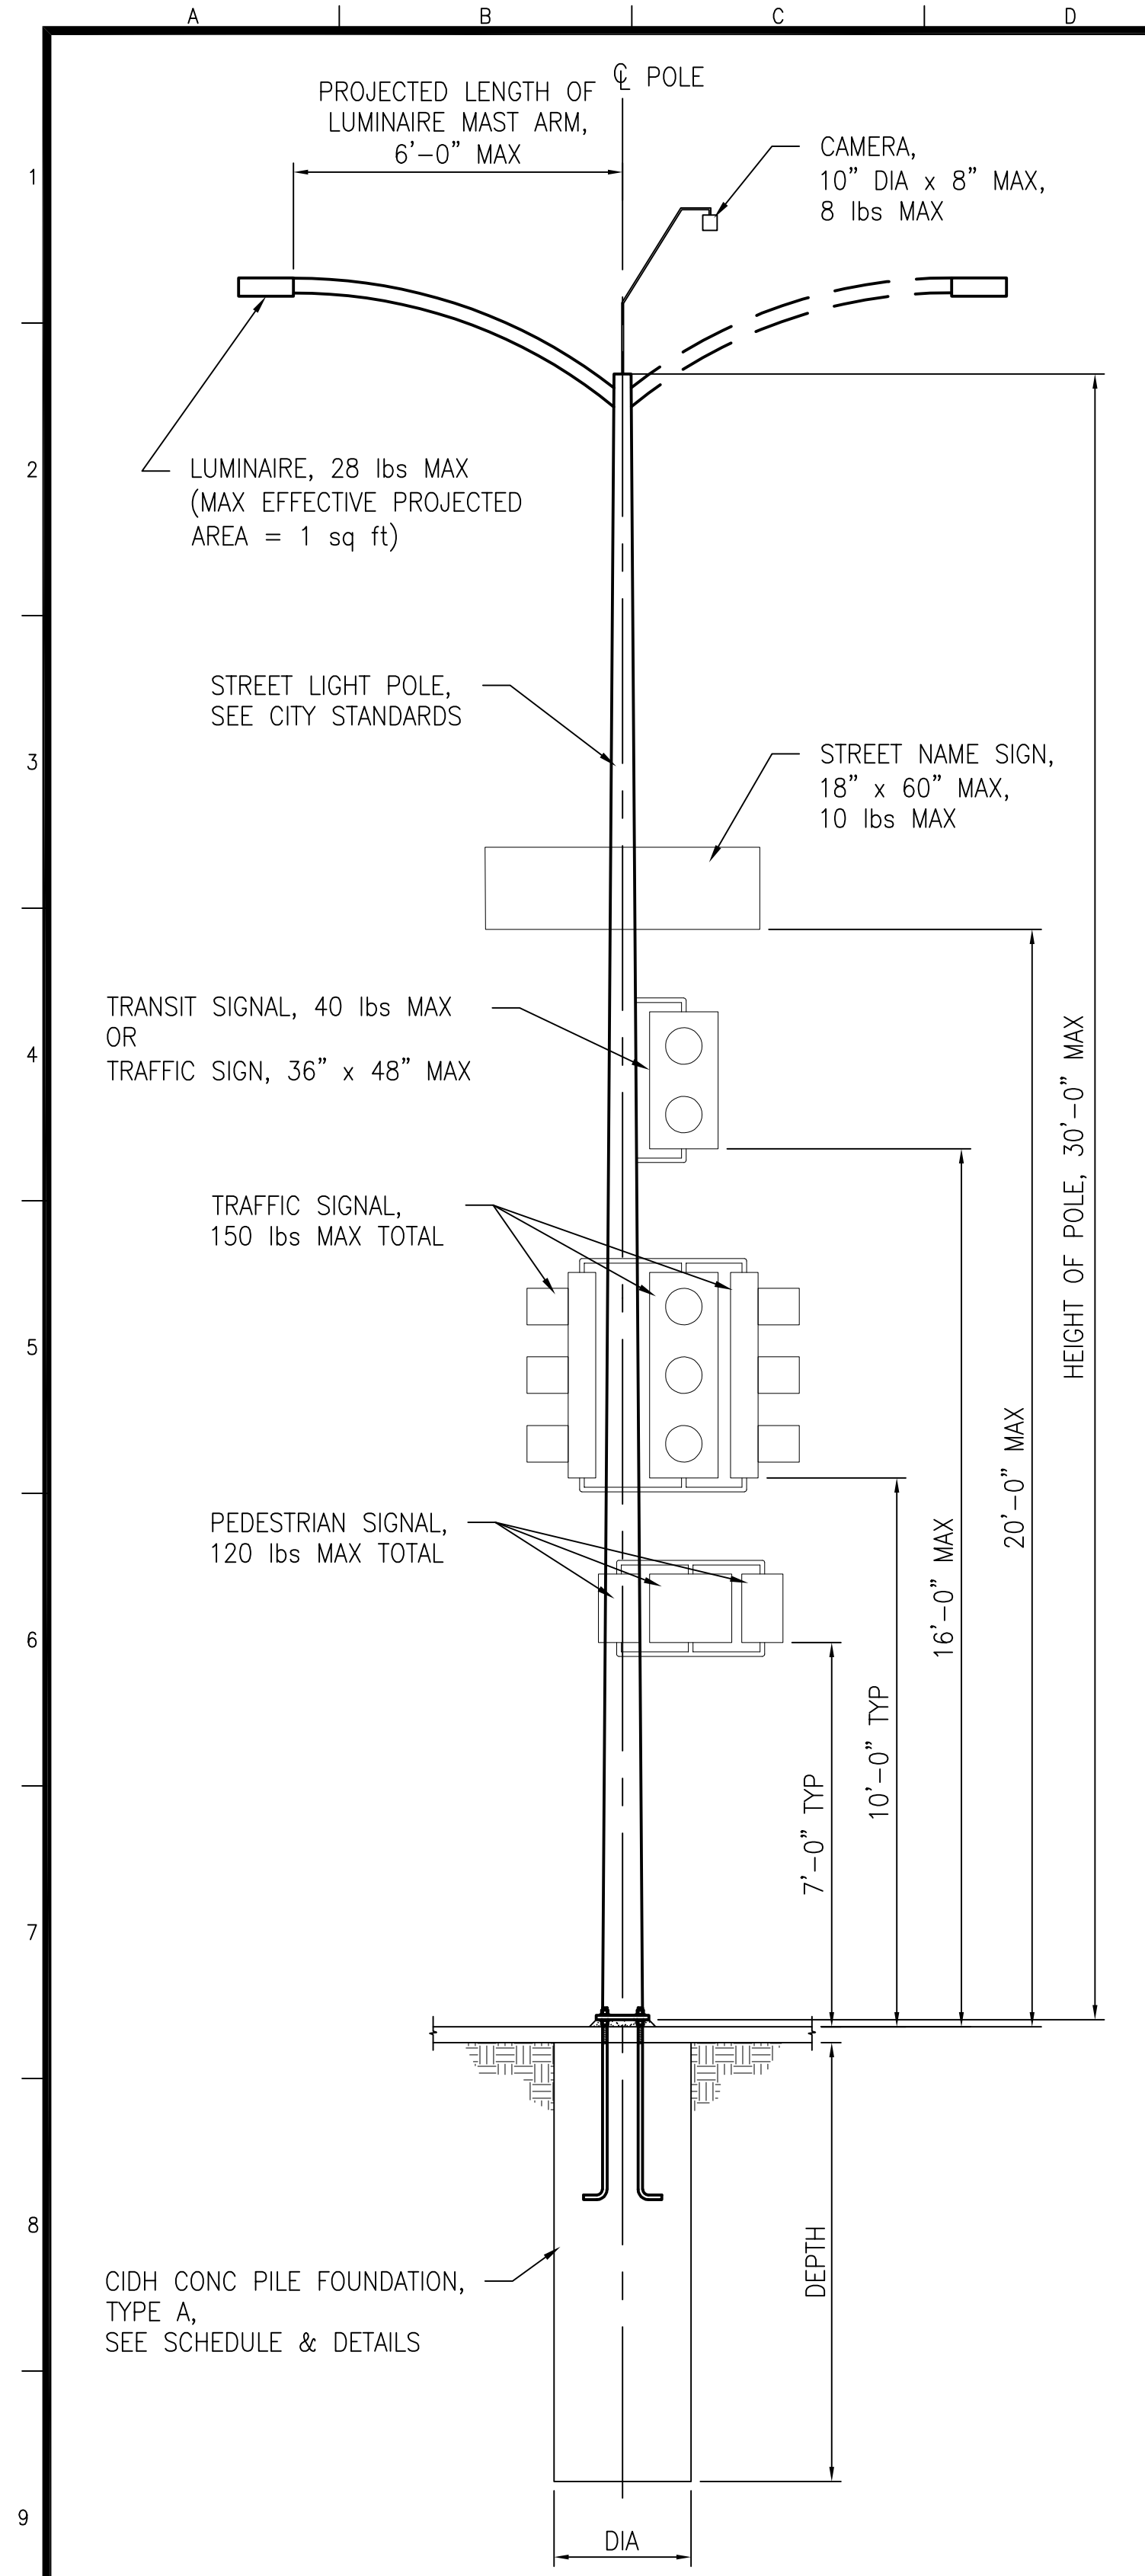 A B C D
℄ POLE
PROJECTED LENGTH OF
LUMINAIRE MAST ARM,
6'-0" MAX
CAMERA,
10" DIA x 8" MAX,
8 lbs MAX
1
2
LUMINAIRE, 28 lbs MAX
(MAX EFFECTIVE PROJECTED
AREA = 1 sq ft)
STREET LIGHT POLE,
SEE CITY STANDARDS
3
STREET NAME SIGN,
18" x 60" MAX,
10 lbs MAX
TRANSIT SIGNAL, 40 lbs MAX
OR
TRAFFIC SIGN, 36" x 48" MAX
4
HEIGHT OF POLE, 30'-0" MAX
TRAFFIC SIGNAL,
150 lbs MAX TOTAL
5
20'-0" MAX
PEDESTRIAN SIGNAL,
120 lbs MAX TOTAL
16'-0" MAX
6
10'-0" TYP
7'-0" TYP
7
8
DEPTH
CIDH CONC PILE FOUNDATION,
TYPE A,
SEE SCHEDULE & DETAILS
9
DIA